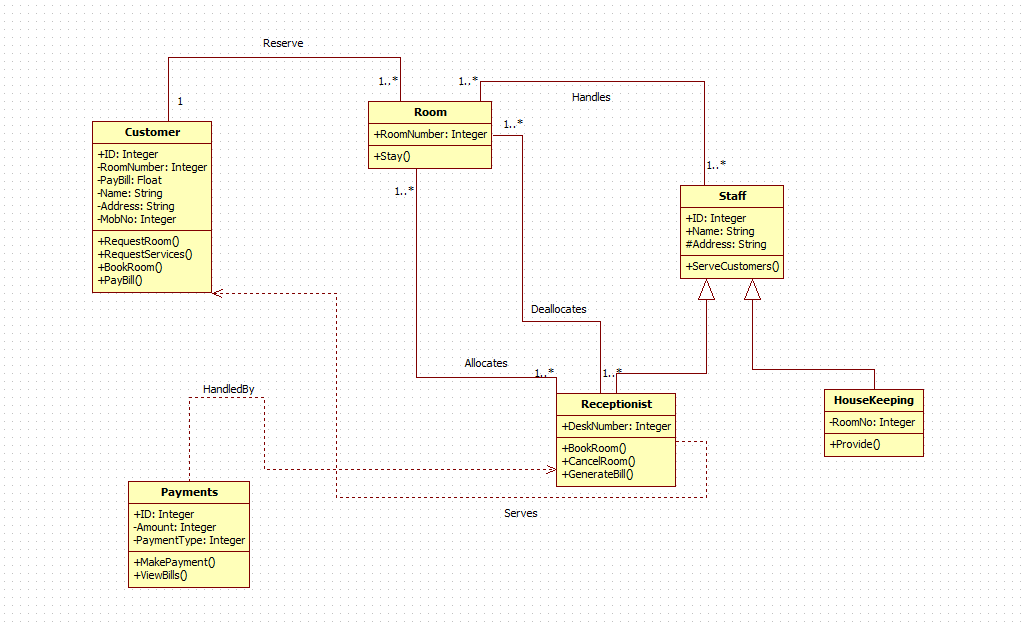 Reserve
1..*
1..*
1
Handles
Room
+RoomNumber: Integer
+Stay()
1..*
1..*
1..*
Customer
+ID: Integer
-RoomNumber: Integer
-PayBill: Float
-Name: String
-Address: String
-MobNo: Integer
+RequestRoom()
+RequestServices()
+BookRoom()
+PayBill()
Staff
+ID: Integer
+Name: String
#Address: String
+ServeCustomers()
Deallocates
Allocates
1..*
1..*
HandledBy
Receptionist
+DeskNumber: Integer
+BookRoom()
+CancelRoom()
+GenerateBill()
HouseKeeping
-RoomNo: Integer
+Provide()
Payments
+ID: Integer
-Amount: Integer
-PaymentType: Integer
+MakePayment()
+ViewBills()
Serves